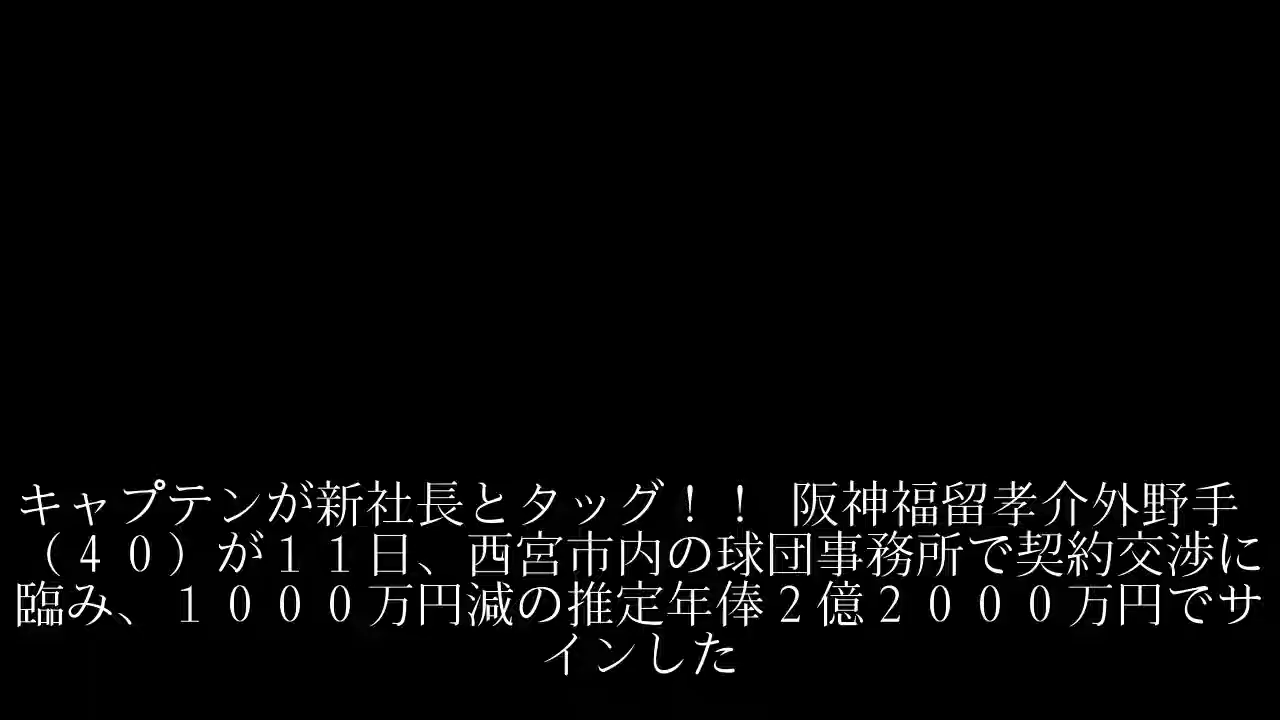 キャプテンが新社長とタッグ！！ 阪神福留孝介外野手
（４０）が１１日、西宮市内の球団事務所で契約交渉に
臨み、１０００万円減の推定年俸２億２０００万円でサ
インした